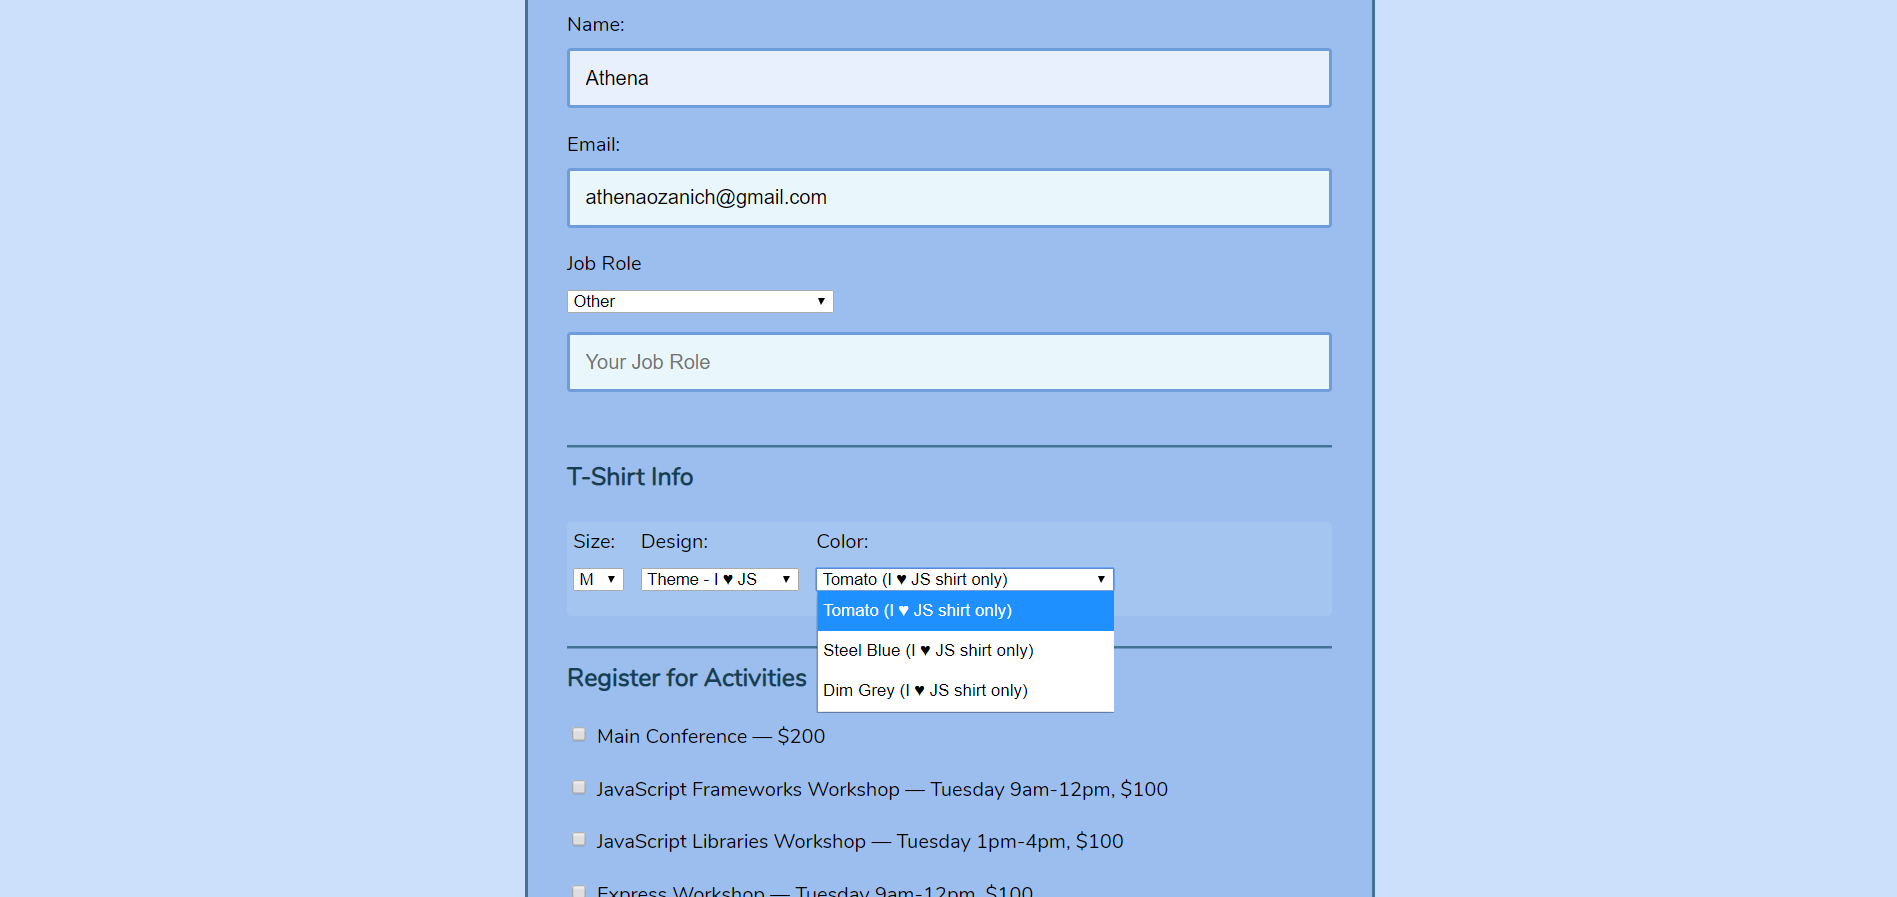 Name:
Athena
Email:
athenaozanich@gmail.com
Job Role
Other
Your Job Role
T-Shirt Info
Size: Design: Color:
M Theme - I ♥ JS Tomato (I ♥ JS shirt only)
Tomato (I ♥ JS shirt only)
Steel Blue (I ♥ JS shirt only)
Dim Grey (I ♥ JS shirt only)
Register for Activities
Main Conference — $200
JavaScript Frameworks Workshop — Tuesday 9am-12pm, $100
JavaScript Libraries Workshop — Tuesday 1pm-4pm, $100
Express Workshop — Tuesday 9am-12pm, $100